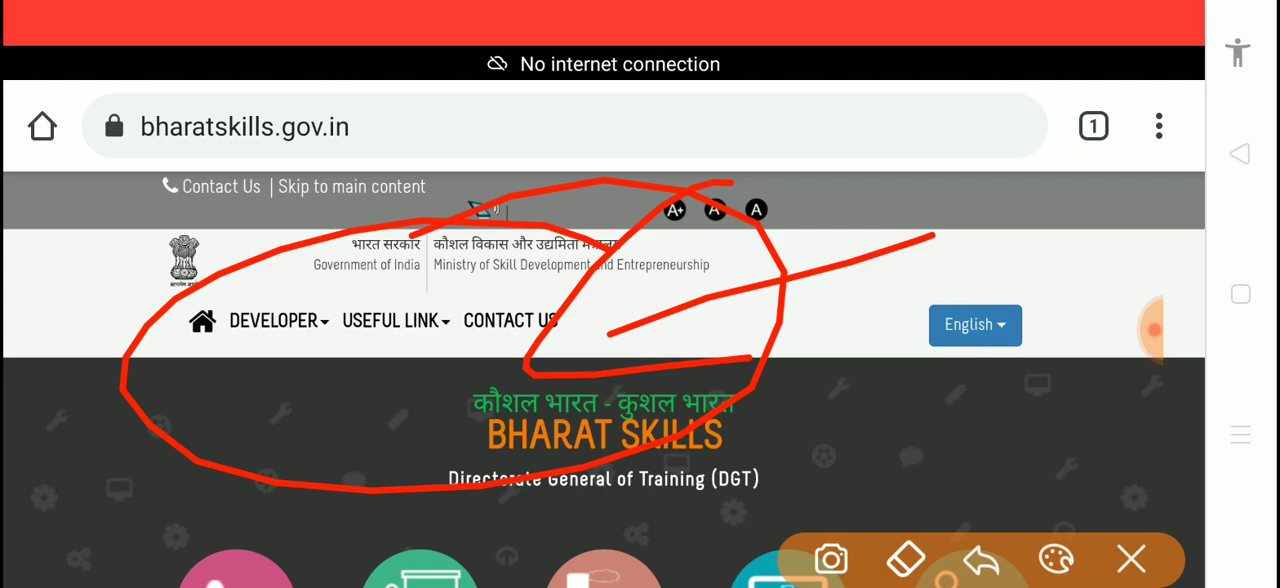 No internet connection
bharatskills.gov.in
1
Contact Us | Skip to main content
A+ A A
भारत सरकार कौशल विकास और उद्यमिता मंत्रालय
Government of India Ministry of Skill Development and Entrepreneurship
DEVELOPER USEFUL LINK CONTACT US
English
कौशल भारत - कुशल भारत
BHARAT SKILLS
Directorate General of Training (DGT)